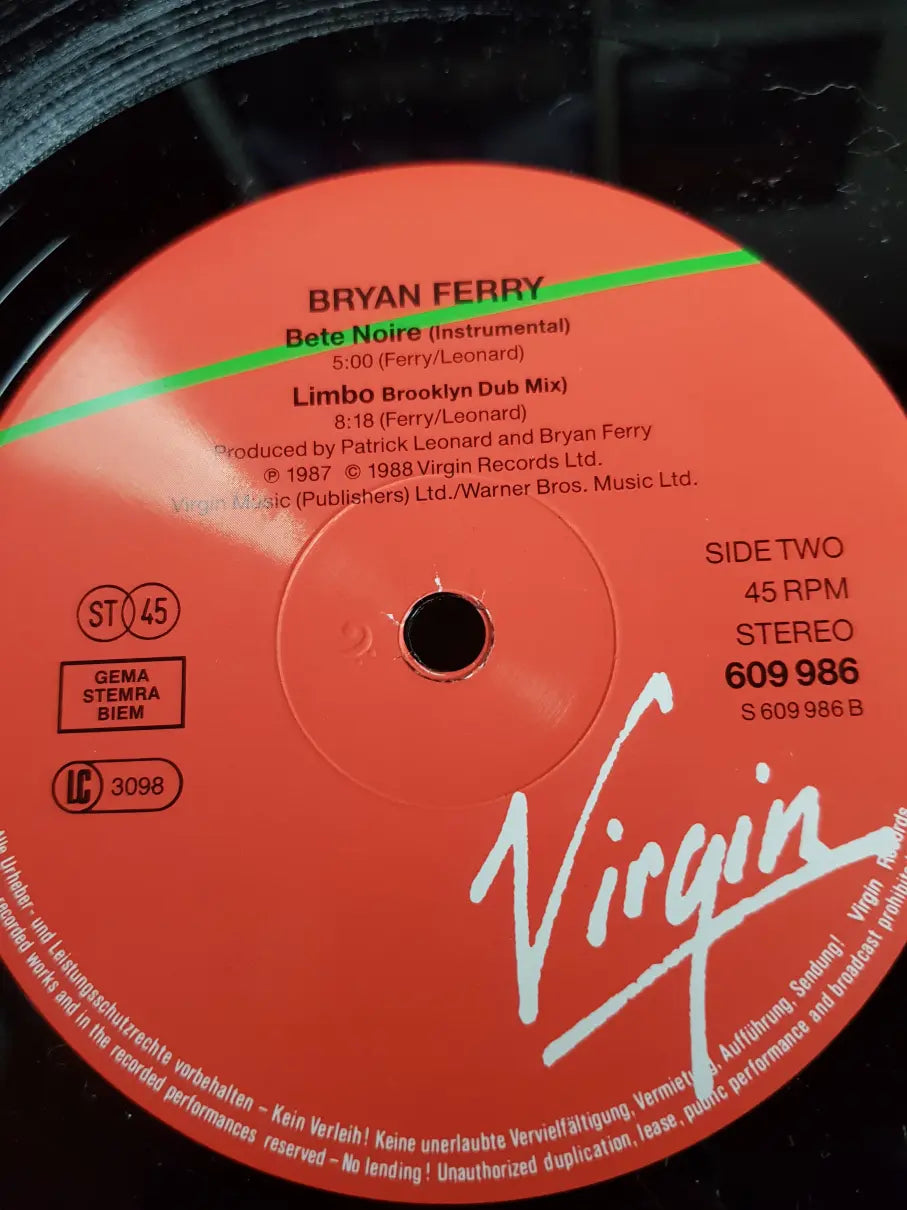 BRYAN FERRY
Bete Noire (Instrumental)
5:00 (Ferry/Leonard)
Limbo Brooklyn Dub Mix)
8:18 (Ferry/Leonard)
Produced by Patrick Leonard and Bryan Ferry
℗ 1987 © 1988 Virgin Records Ltd.
Virgin Music (Publishers) Ltd./Warner Bros. Music Ltd.
SIDE TWO
45 RPM
STEREO
609 986
S 609 986 B
ST 45
GEMA
STEMRA
BIEM
LC 3098
Virgin
Alle Urheber- und Leistungsschutzrechte vorbehalten – Kein Verleih! Keine unerlaubte Vervielfältigung, Vermietung, Aufführung, Sendung! Virgin Records
recorded works and in the recorded performances reserved – No lending! Unauthorized duplication, lease, public performance and broadcast prohibited